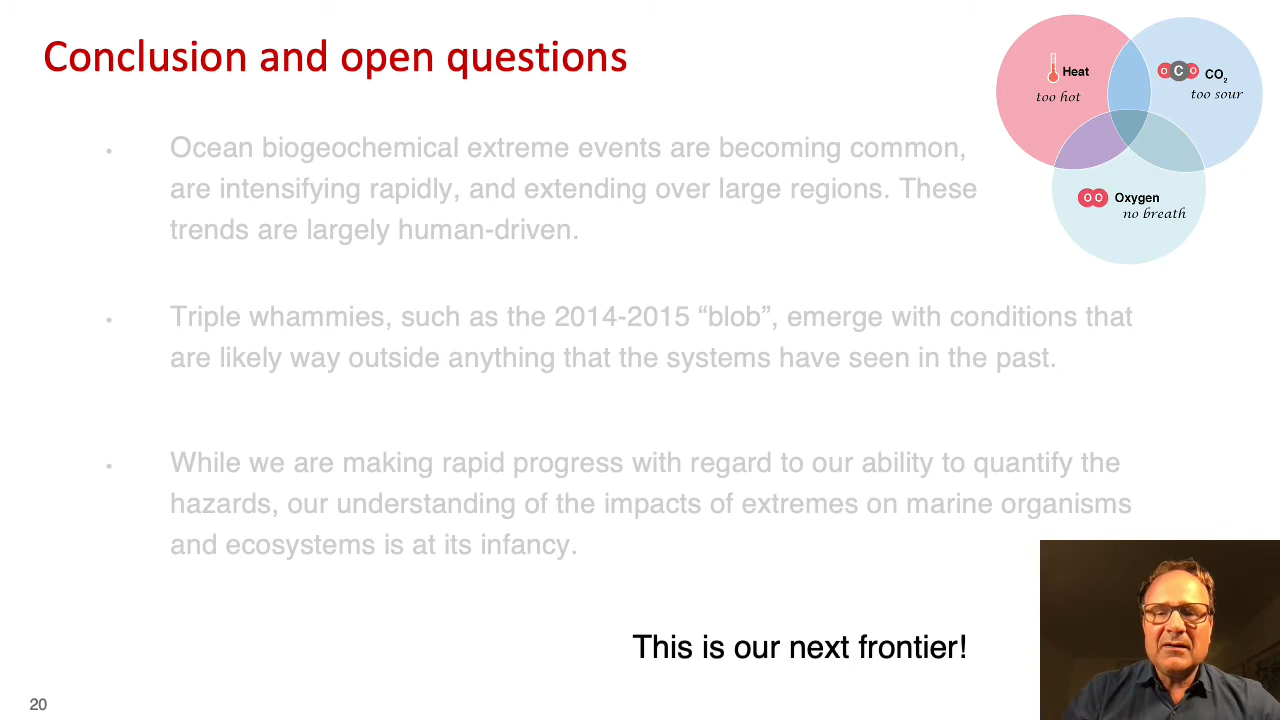 Conclusion and open questions
Heat
too hot
O C O CO₂
too sour
O O Oxygen
no breath
• Ocean biogeochemical extreme events are becoming common,
are intensifying rapidly, and extending over large regions. These
trends are largely human-driven.
• Triple whammies, such as the 2014-2015 “blob”, emerge with conditions that
are likely way outside anything that the systems have seen in the past.
• While we are making rapid progress with regard to our ability to quantify the
hazards, our understanding of the impacts of extremes on marine organisms
and ecosystems is at its infancy.
This is our next frontier!
20